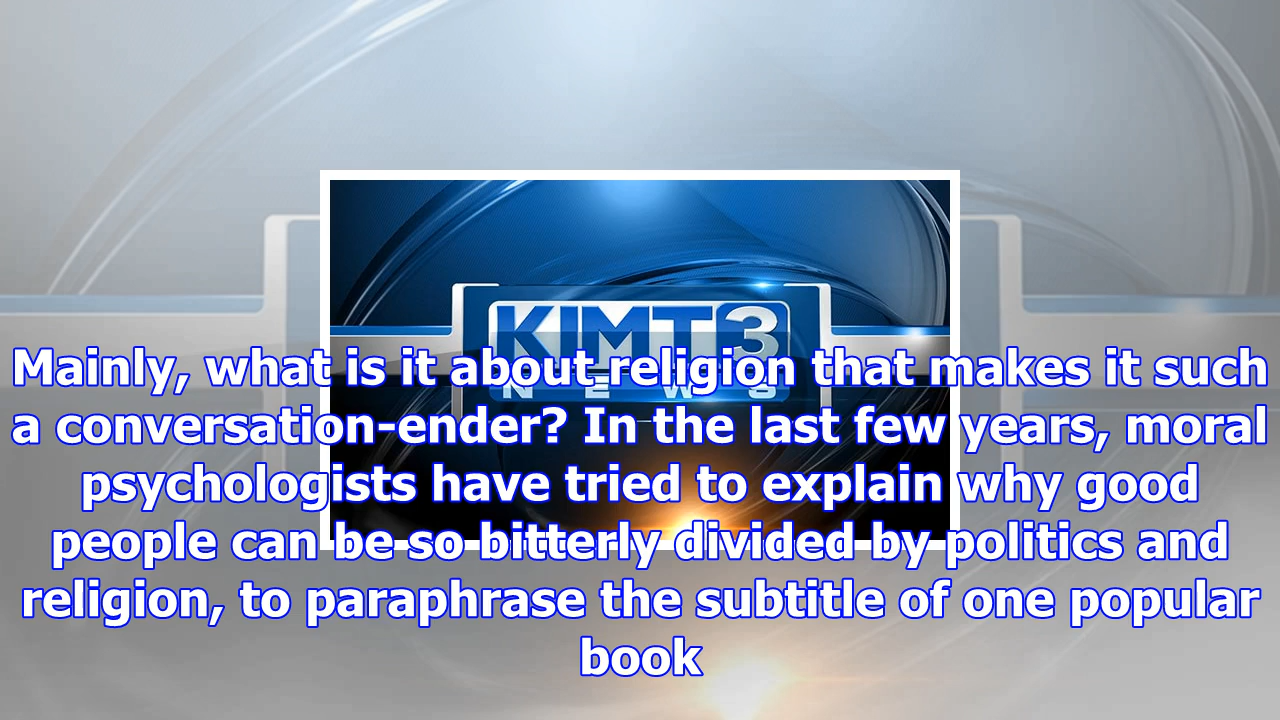 KIMT 3
NEWS
Mainly, what is it about religion that makes it such
a conversation-ender? In the last few years, moral
psychologists have tried to explain why good
people can be so bitterly divided by politics and
religion, to paraphrase the subtitle of one popular
book